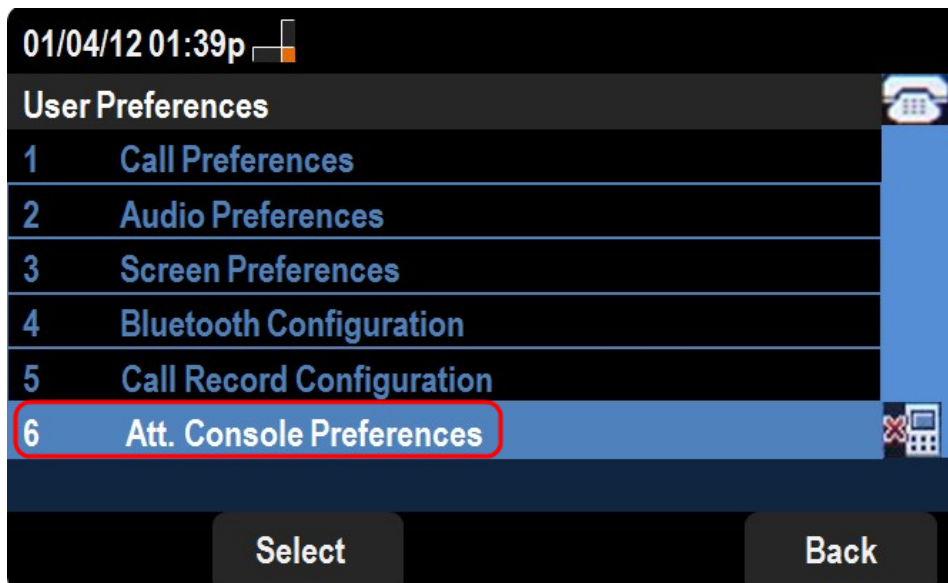 01/04/12 01:39p
User Preferences
1 Call Preferences
2 Audio Preferences
3 Screen Preferences
4 Bluetooth Configuration
5 Call Record Configuration
6 Att. Console Preferences
Select Back